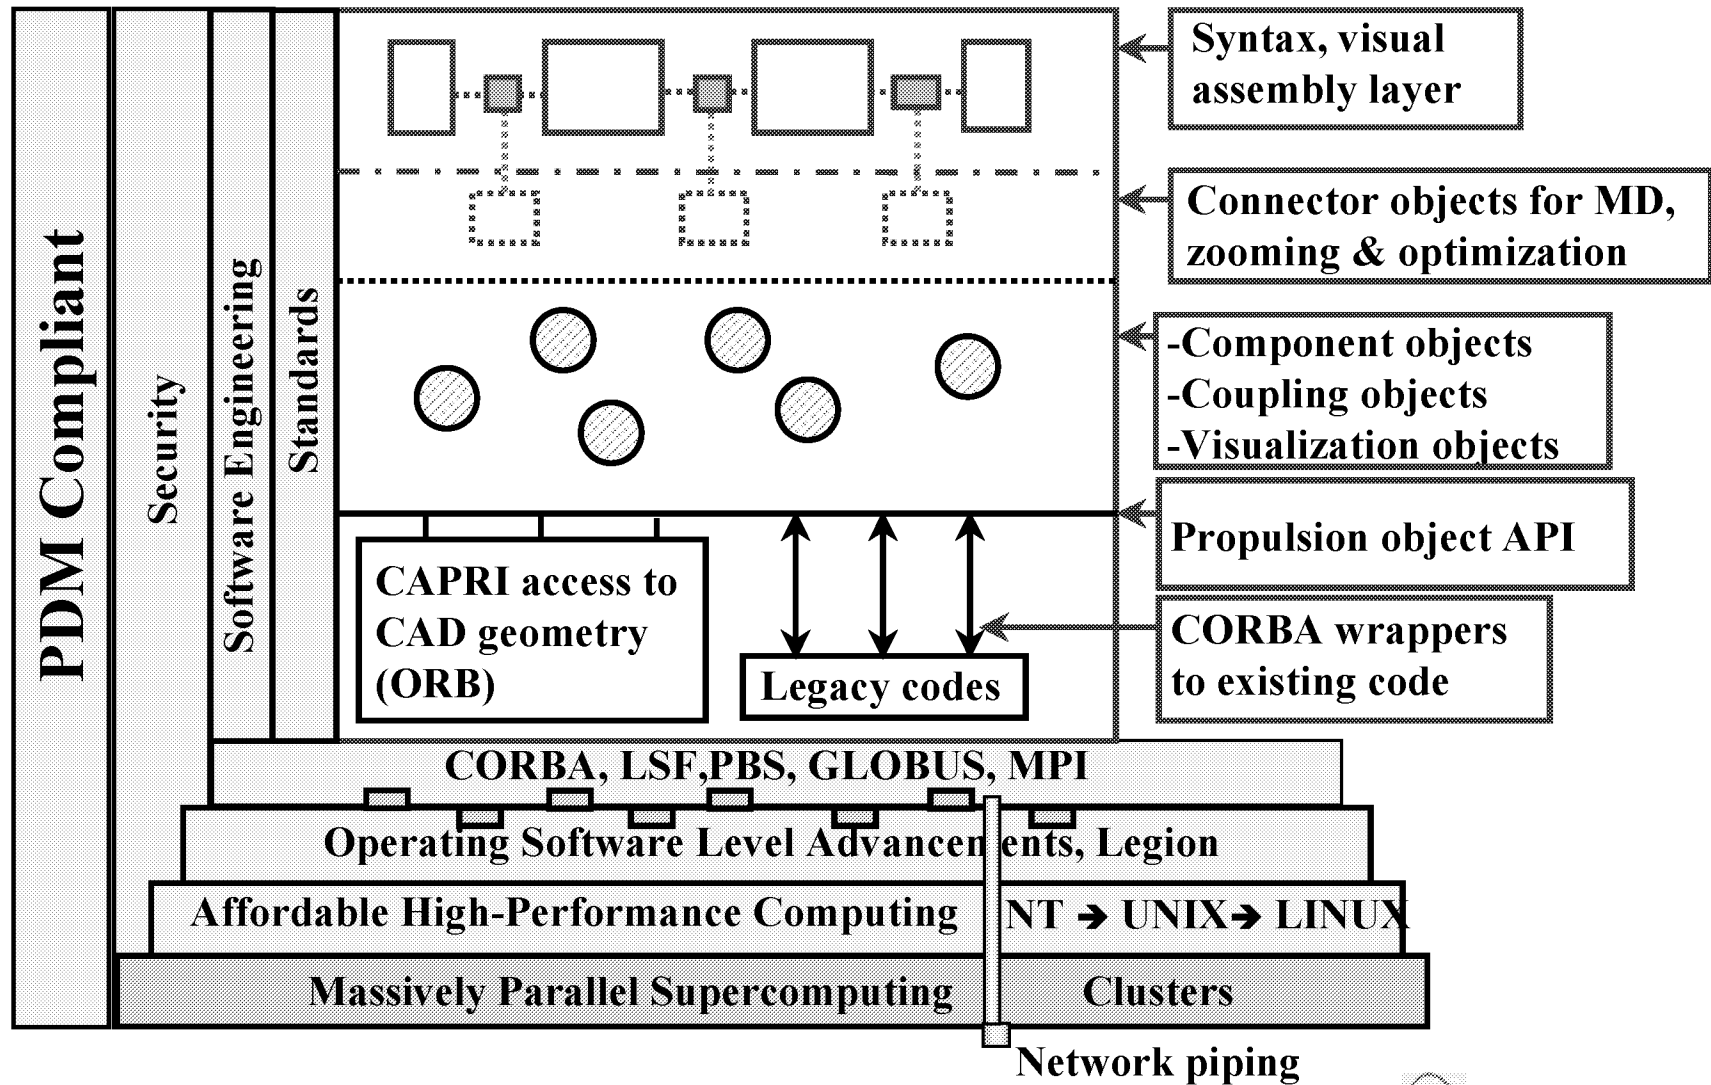 PDM Compliant
Security
Software Engineering
Standards
Syntax, visual
assembly layer
Connector objects for MD,
zooming & optimization
-Component objects
-Coupling objects
-Visualization objects
Propulsion object API
CAPRI access to
CAD geometry
(ORB)
Legacy codes
CORBA wrappers
to existing code
CORBA, LSF,PBS, GLOBUS, MPI
Operating Software Level Advancements, Legion
Affordable High-Performance Computing NT ➔ UNIX➔ LINUX
Massively Parallel Supercomputing Clusters
Network piping